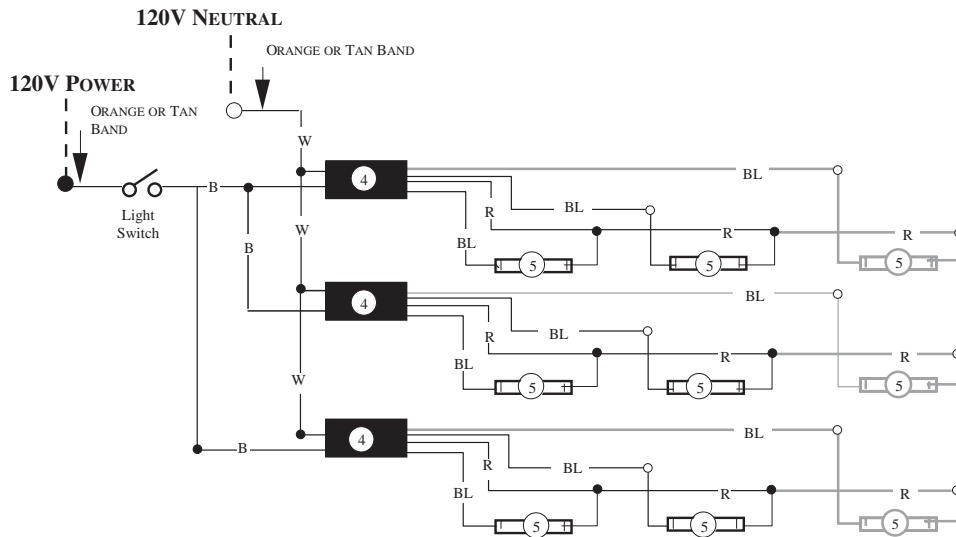 120V NEUTRAL
ORANGE OR TAN BAND
120V POWER
ORANGE OR TAN
BAND
W
4
BL
B
R
BL
R
R
Light
Switch
W
BL
B
5
5
5
4
BL
R
BL
R
R
BL
W
5
5
5
4
BL
B
R
BL
R
R
BL
5
5
5